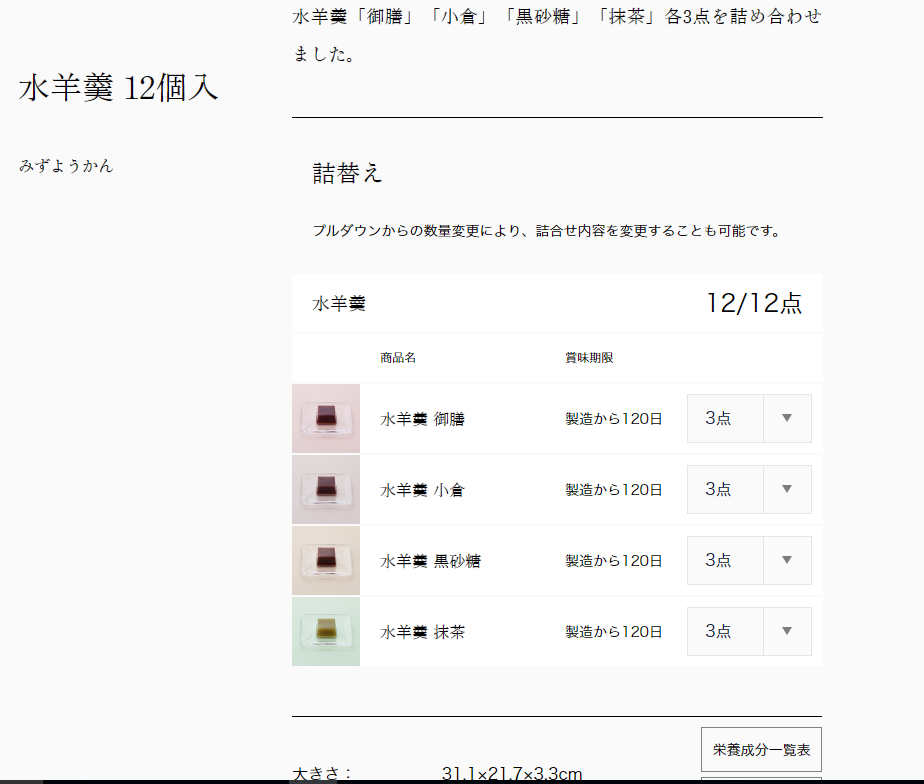 水羊羹「御膳」「小倉」「黒砂糖」「抹茶」各3点を詰め合わせ
ました。
水羊羹 12個入
みずようかん
詰替え
プルダウンからの数量変更により、詰合せ内容を変更することも可能です。
水羊羹 12/12点
商品名 賞味期限
水羊羹 御膳 製造から120日 3点 ▼
水羊羹 小倉 製造から120日 3点 ▼
水羊羹 黒砂糖 製造から120日 3点 ▼
水羊羹 抹茶 製造から120日 3点 ▼
栄養成分一覧表
大きさ： 31.1×21.7×3.3cm